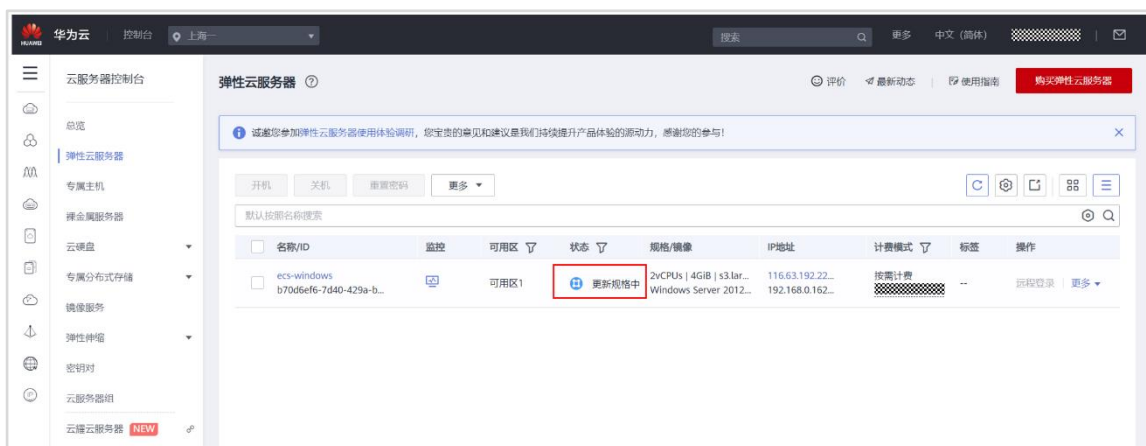 HUAWEI 华为云 控制台 上海一 搜索 更多 中文 (简体)
云服务器控制台
总览
弹性云服务器
专属主机
裸金属服务器
云硬盘
专属分布式存储
镜像服务
弹性伸缩
密钥对
云服务器组
云耀云服务器 NEW
弹性云服务器 评价 最新动态 使用指南 购买弹性云服务器
诚邀您参加弹性云服务器使用体验调研，您宝贵的意见和建议是我们持续提升产品体验的源动力，感谢您的参与！
开机 关机 重置密码 更多
默认按照名称搜索
名称/ID 监控 可用区 状态 规格/镜像 IP地址 计费模式 标签 操作
ecs-windows 可用区1 更新规格中 2vCPUs | 4GiB | s3.lar... 116.63.192.22... 按需计费 -- 远程登录 更多
b70d6ef6-7d40-429a-b... Windows Server 2012... 192.168.0.162...